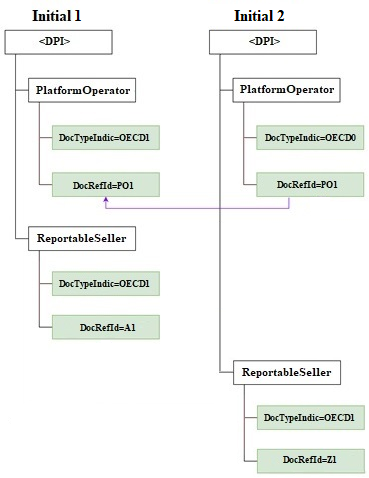 Initial 1
<DPI>
PlatformOperator
DocTypeIndic=OECD1
DocRefId=PO1
ReportableSeller
DocTypeIndic=OECD1
DocRefId=A1
Initial 2
<DPI>
PlatformOperator
DocTypeIndic=OECD0
DocRefId=PO1
ReportableSeller
DocTypeIndic=OECD1
DocRefId=Z1